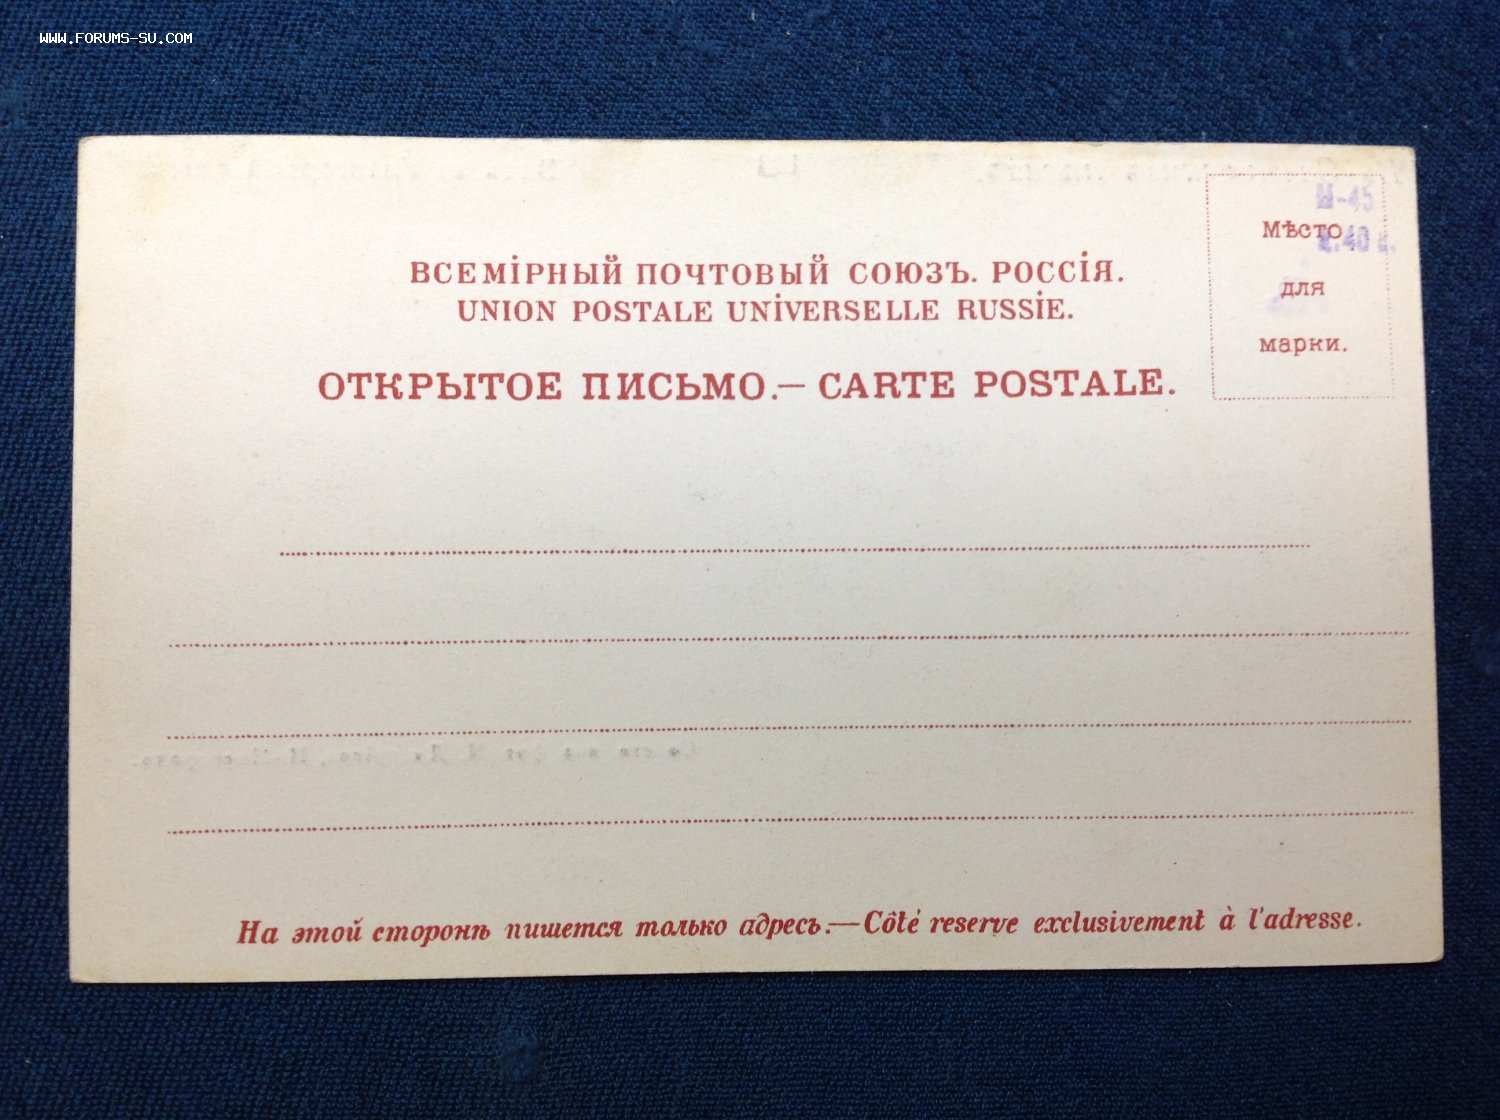 WWW.FORUMS-SU.COM
М-45
Мѣсто
для
марки.
ВСЕМІРНЫЙ ПОЧТОВЫЙ СОЮЗЪ. РОССІЯ.
UNION POSTALE UNIVERSELLE RUSSIE.
ОТКРЫТОЕ ПИСЬМО.— CARTE POSTALE.
На этой сторонѣ пишется только адресъ.—Côté reserve exclusivement à l'adresse.